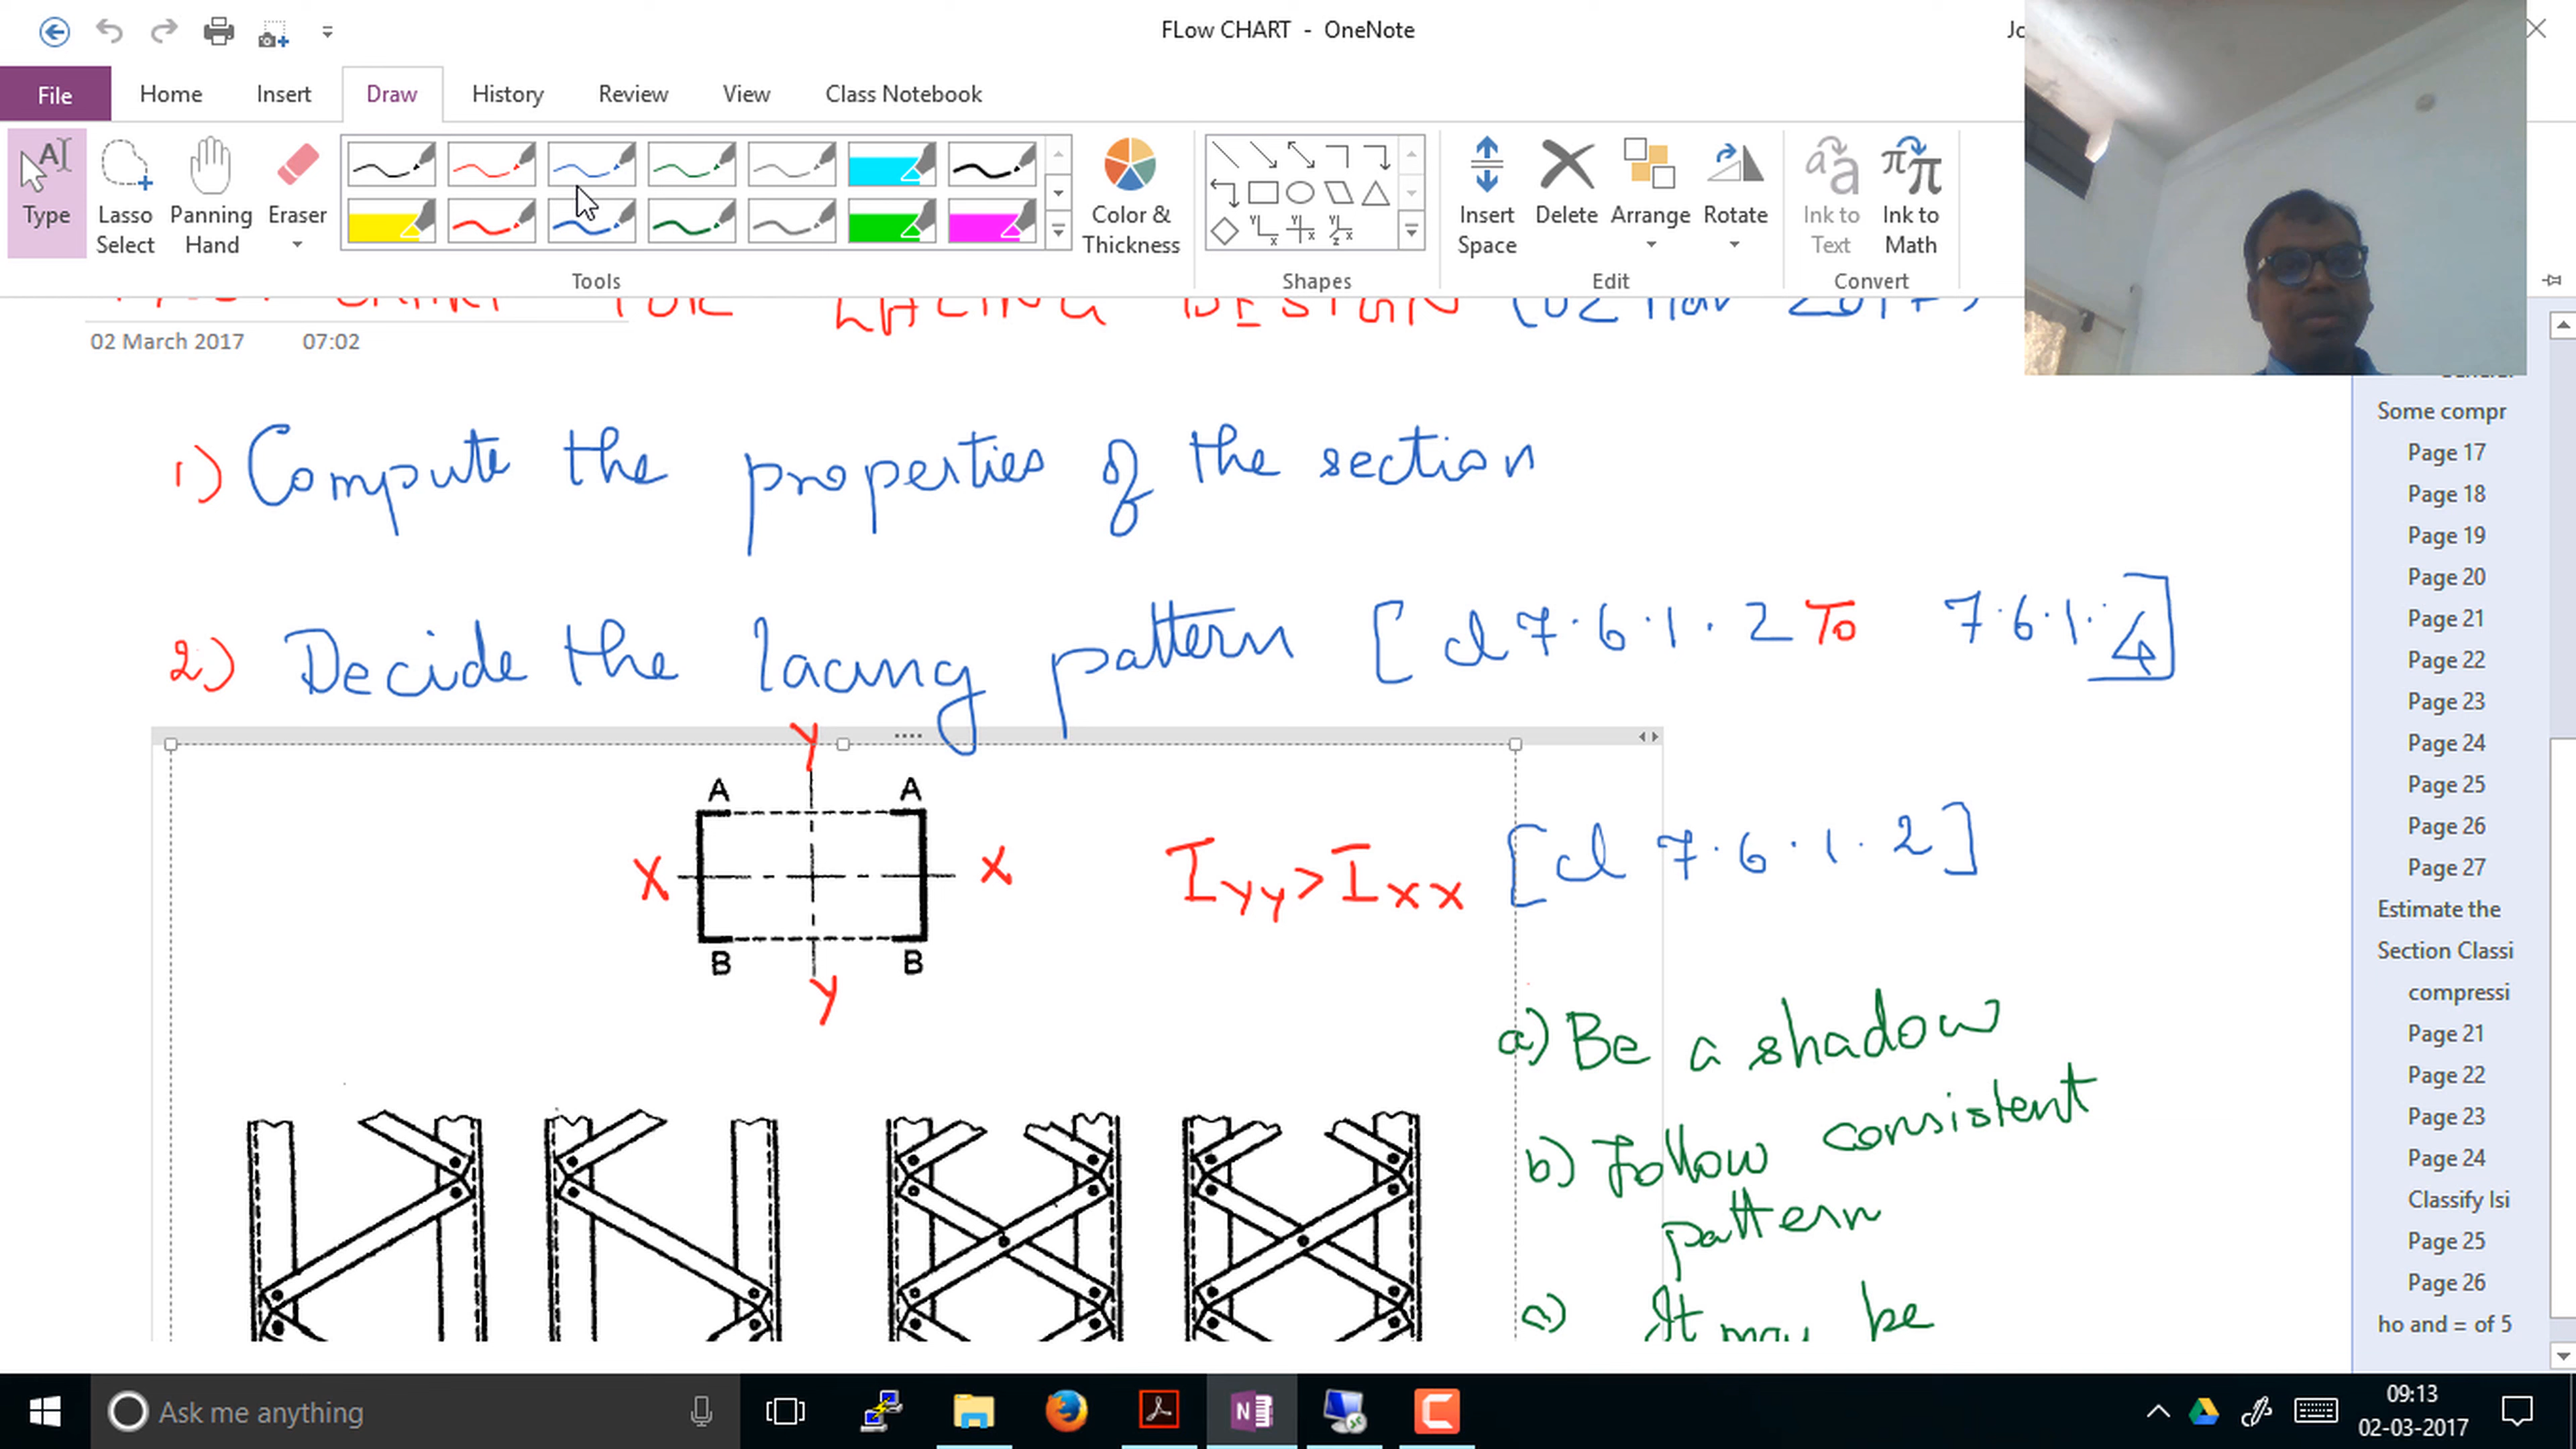 FLow CHART - OneNote
File Home Insert Draw History Review View Class Notebook
Type
Lasso Select
Panning Hand
Eraser
Color & Thickness
Insert Space
Delete
Arrange
Rotate
Ink to Text
Ink to Math
Tools
Shapes
Edit
Convert
FOR LACING DESIGN
02 March 2017 07:02
1) Compute the properties of the section
2) Decide the lacing pattern [cl 7.6.1.2 To 7.6.1.4]
Y
A A
X X
B B
Y
Iyy > Ixx [cl 7.6.1.2]
a) Be a shadow
b) follow consistent
pattern
It may be
Some compr
Page 17
Page 18
Page 19
Page 20
Page 21
Page 22
Page 23
Page 24
Page 25
Page 26
Page 27
Estimate the
Section Classi
compressi
Page 21
Page 22
Page 23
Page 24
Classify Isi
Page 25
Page 26
ho and = of 5
Ask me anything
09:13
02-03-2017